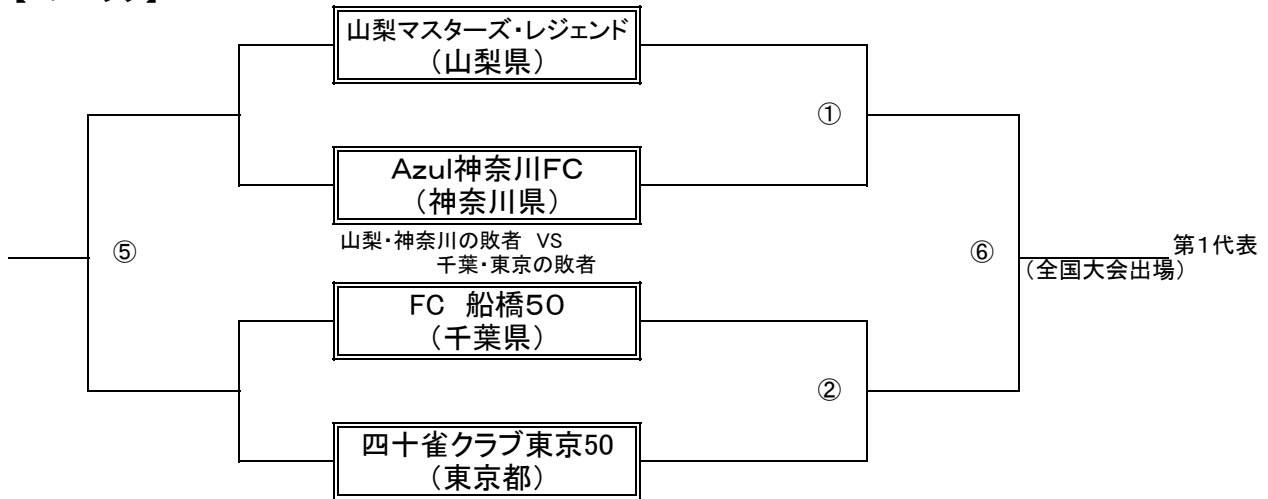 山梨マスターズ・レジェンド
（山梨県）
①
Azul神奈川FC
（神奈川県）
山梨・神奈川の敗者　VS
千葉・東京の敗者
⑤
⑥
第1代表
（全国大会出場）
FC　船橋50
（千葉県）
②
四十雀クラブ東京50
（東京都）